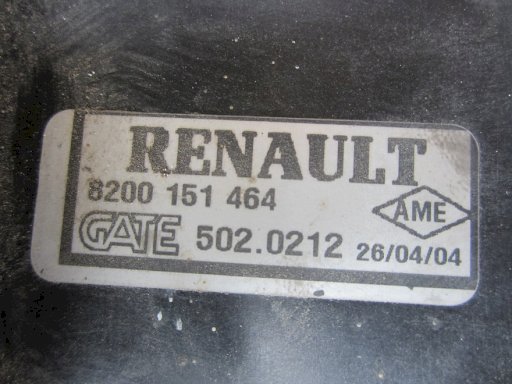 RENAULT
8200 151 464
AME
GATE 502.0212 26/04/04